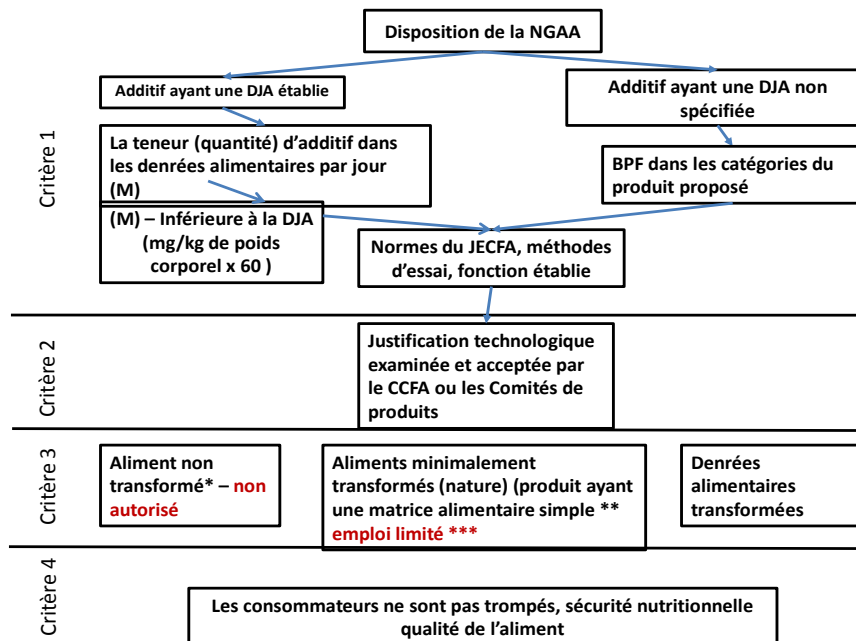 Disposition de la NGAA
Critère 1
Additif ayant une DJA établie
Additif ayant une DJA non
spécifiée
La teneur (quantité) d’additif dans
les denrées alimentaires par jour
(M)
BPF dans les catégories du
produit proposé
(M) – Inférieure à la DJA
(mg/kg de poids
corporel x 60 )
Normes du JECFA, méthodes
d’essai, fonction établie
Critère 2
Justification technologique
examinée et acceptée par
le CCFA ou les Comités de
produits
Critère 3
Aliment non
transformé* – non
autorisé
Aliments minimalement
transformés (nature) (produit ayant
une matrice alimentaire simple **
emploi limité ***
Denrées
alimentaires
transformées
Critère 4
Les consommateurs ne sont pas trompés, sécurité nutritionnelle
qualité de l’aliment